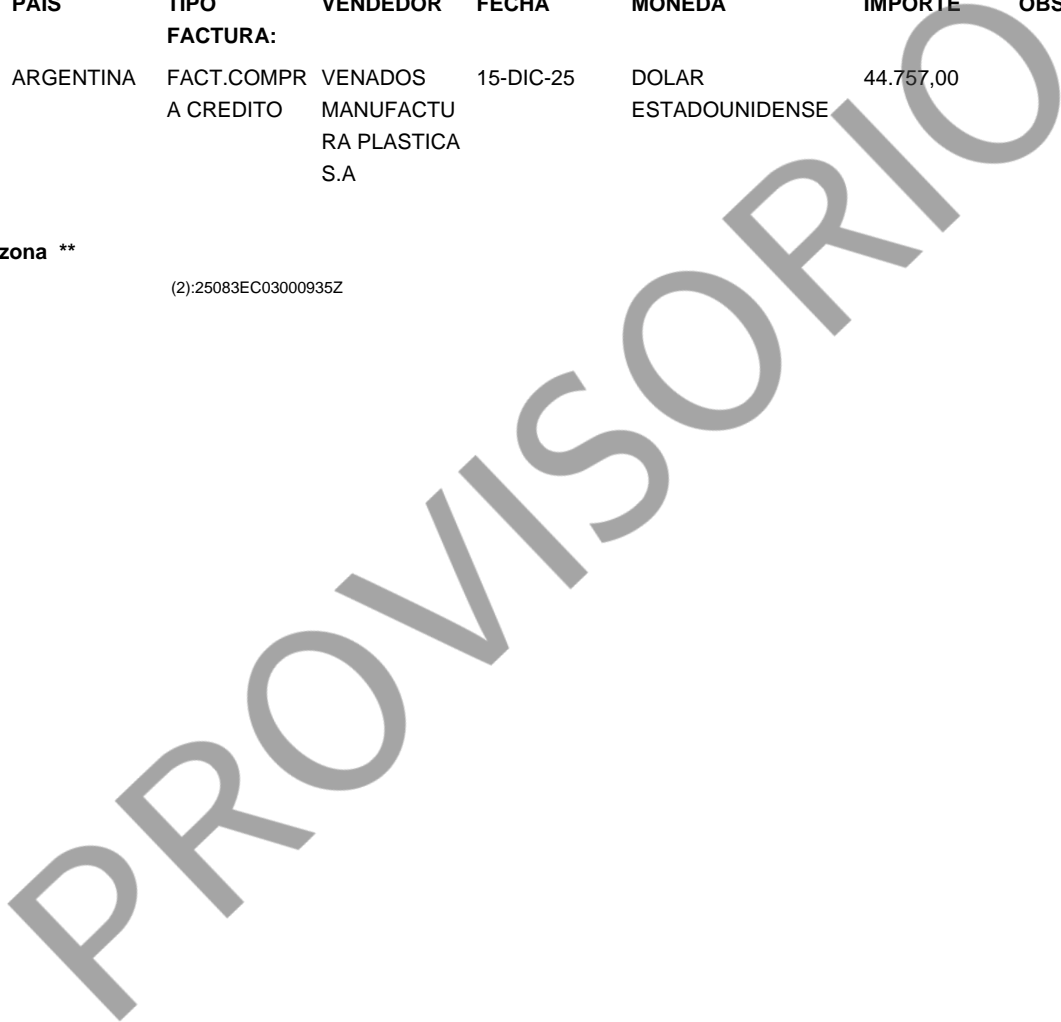 PAIS TIPO VENDEDOR FECHA MONEDA IMPORTE OBS
FACTURA:
ARGENTINA FACT.COMPR VENADOS 15-DIC-25 DOLAR 44.757,00
A CREDITO MANUFACTU ESTADOUNIDENSE
RA PLASTICA
S.A
zona **
(2):25083EC03000935Z
PROVISORIO